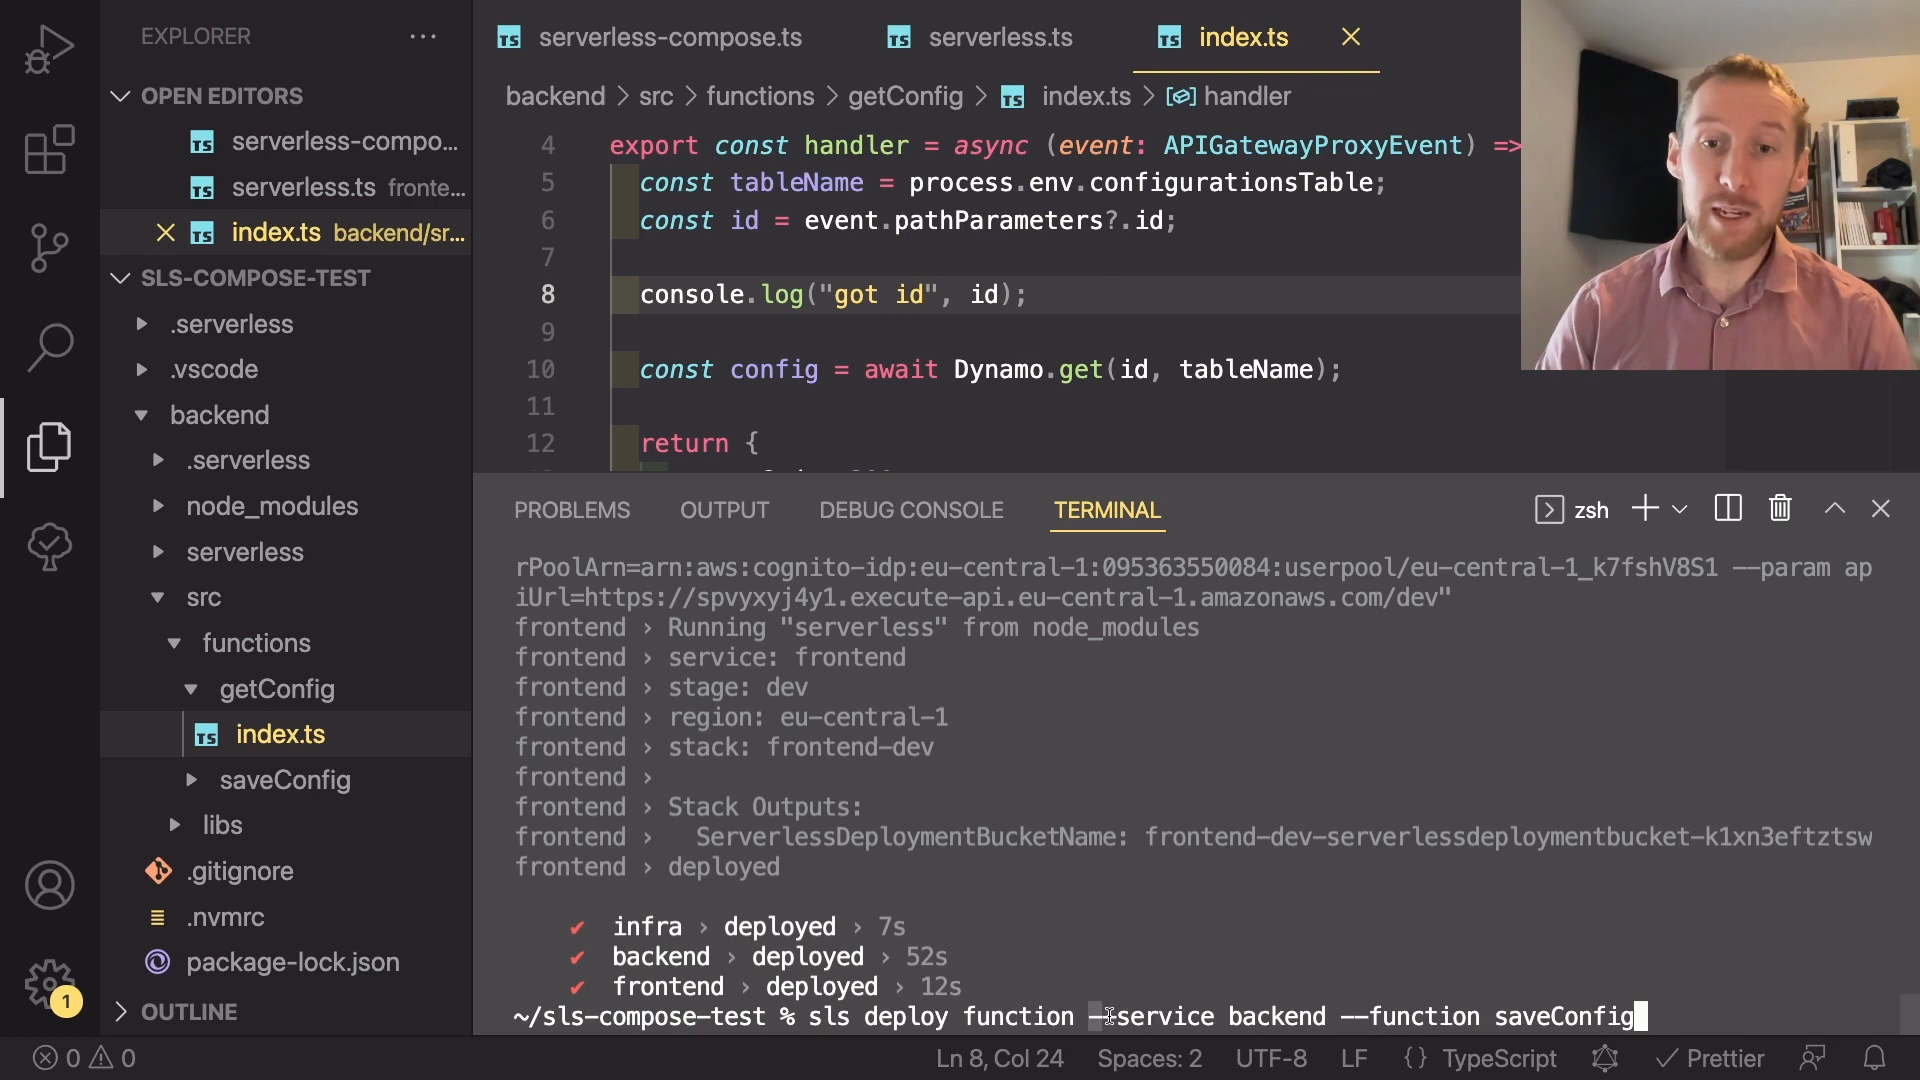 EXPLORER
OPEN EDITORS
TS serverless-compo...
TS serverless.ts fronte...
TS index.ts backend/sr...
SLS-COMPOSE-TEST
.serverless
.vscode
backend
.serverless
node_modules
serverless
src
functions
getConfig
TS index.ts
saveConfig
libs
.gitignore
.nvmrc
package-lock.json
OUTLINE
1
TS serverless-compose.ts TS serverless.ts TS index.ts
backend > src > functions > getConfig > TS index.ts > handler
4 export const handler = async (event: APIGatewayProxyEvent) =>
5 const tableName = process.env.configurationsTable;
6 const id = event.pathParameters?.id;
7
8 console.log("got id", id);
9
10 const config = await Dynamo.get(id, tableName);
11
12 return {
PROBLEMS OUTPUT DEBUG CONSOLE TERMINAL zsh
rPoolArn=arn:aws:cognito-idp:eu-central-1:095363550084:userpool/eu-central-1_k7fshV8S1 --param ap
iUrl=https://spvyxyj4y1.execute-api.eu-central-1.amazonaws.com/dev"
frontend › Running "serverless" from node_modules
frontend › service: frontend
frontend › stage: dev
frontend › region: eu-central-1
frontend › stack: frontend-dev
frontend ›
frontend › Stack Outputs:
frontend › ServerlessDeploymentBucketName: frontend-dev-serverlessdeploymentbucket-k1xn3eftztsw
frontend › deployed
✔ infra › deployed › 7s
✔ backend › deployed › 52s
✔ frontend › deployed › 12s
~/sls-compose-test % sls deploy function --service backend --function saveConfig
0 0 Ln 8, Col 24 Spaces: 2 UTF-8 LF {} TypeScript Prettier